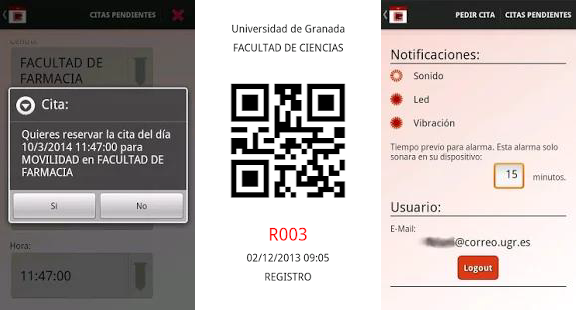 CITAS PENDIENTES
Centro:
FACULTAD DE
FARMACIA
Cita:
Quieres reservar la cita del día
10/3/2014 11:47:00 para
MOVILIDAD en FACULTAD DE
FARMACIA
Si
No
Hora:
11:47:00
Universidad de Granada
FACULTAD DE CIENCIAS
R003
02/12/2013 09:05
REGISTRO
PEDIR CITA
CITAS PENDIENTES
Notificaciones:
Sonido
Led
Vibración
Tiempo previo para alarma. Esta alarma solo
sonara en su dispositivo:
15 minutos.
Usuario:
E-Mail:
@correo.ugr.es
Logout